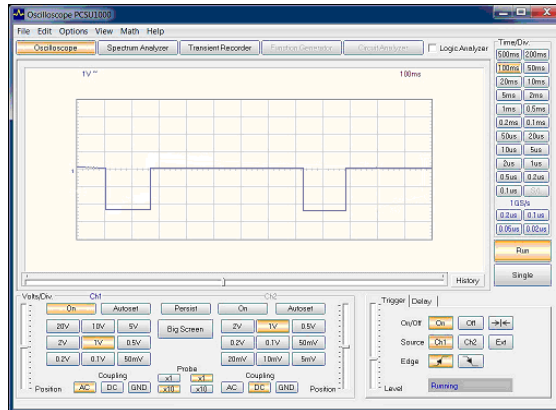 Oscilloscope PCSU1000
File Edit Options View Math Help
Oscilloscope Spectrum Analyzer Transient Recorder Function Generator Circuit Analyzer Logic Analyzer
1V 100ms
1
History
Time/Div:
500ms 200ms
100ms 50ms
20ms 10ms
5ms 2ms
1ms 0.5ms
0.2ms 0.1ms
50us 20us
10us 5us
2us 1us
0.5us 0.2us
0.1us
1GS/s
0.2us 0.1us
0.05us 0.02us
Run
Single
Volts/Div. Ch1 Ch2
On Autoset Persist On Autoset
20V 10V 5V Big Screen 2V 1V 0.5V
2V 1V 0.5V 0.2V 0.1V 50mV
0.2V 0.1V 50mV 20mV 10mV 5mV
Coupling Probe Coupling
x1 x1
Position AC DC GND x10 x10 AC DC GND Position
Trigger Delay
On/Off On Off
Source Ch1 Ch2 Ext
Edge
Level Running